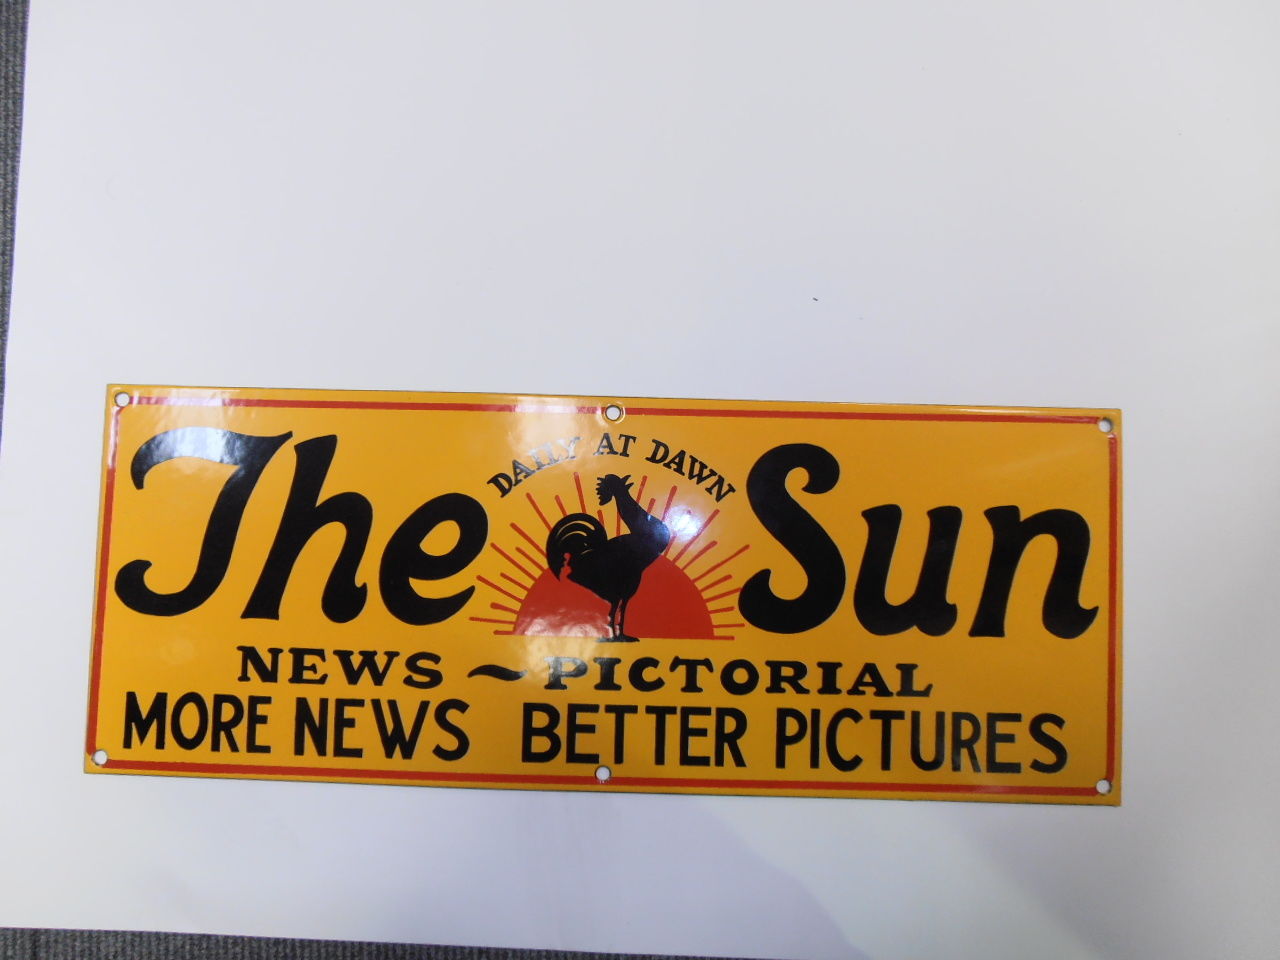 DAILY AT DAWN
The Sun
NEWS ~ PICTORIAL
MORE NEWS BETTER PICTURES